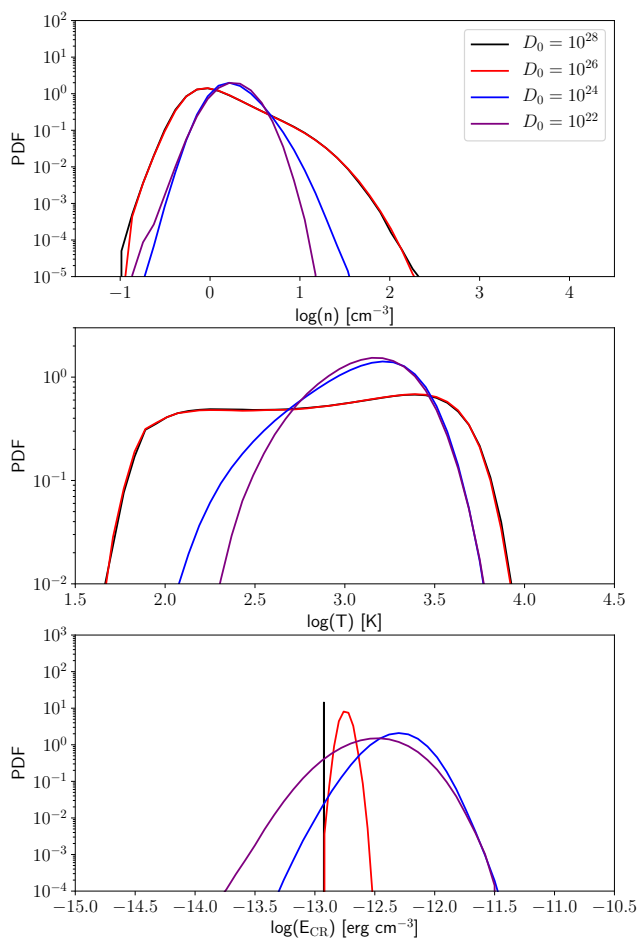 10^2
10^1
10^0
10^{-1}
10^{-2}
10^{-3}
10^{-4}
10^{-5}
PDF
D_0 = 10^{28}
D_0 = 10^{26}
D_0 = 10^{24}
D_0 = 10^{22}
−1 0 1 2 3 4
log(n) [cm^{−3}]
10^0
10^{-1}
10^{-2}
PDF
1.5 2.0 2.5 3.0 3.5 4.0 4.5
log(T) [K]
10^3
10^2
10^1
10^0
10^{-1}
10^{-2}
10^{-3}
10^{-4}
PDF
−15.0 −14.5 −14.0 −13.5 −13.0 −12.5 −12.0 −11.5 −11.0 −10.5
log(E_{CR}) [erg cm^{−3}]